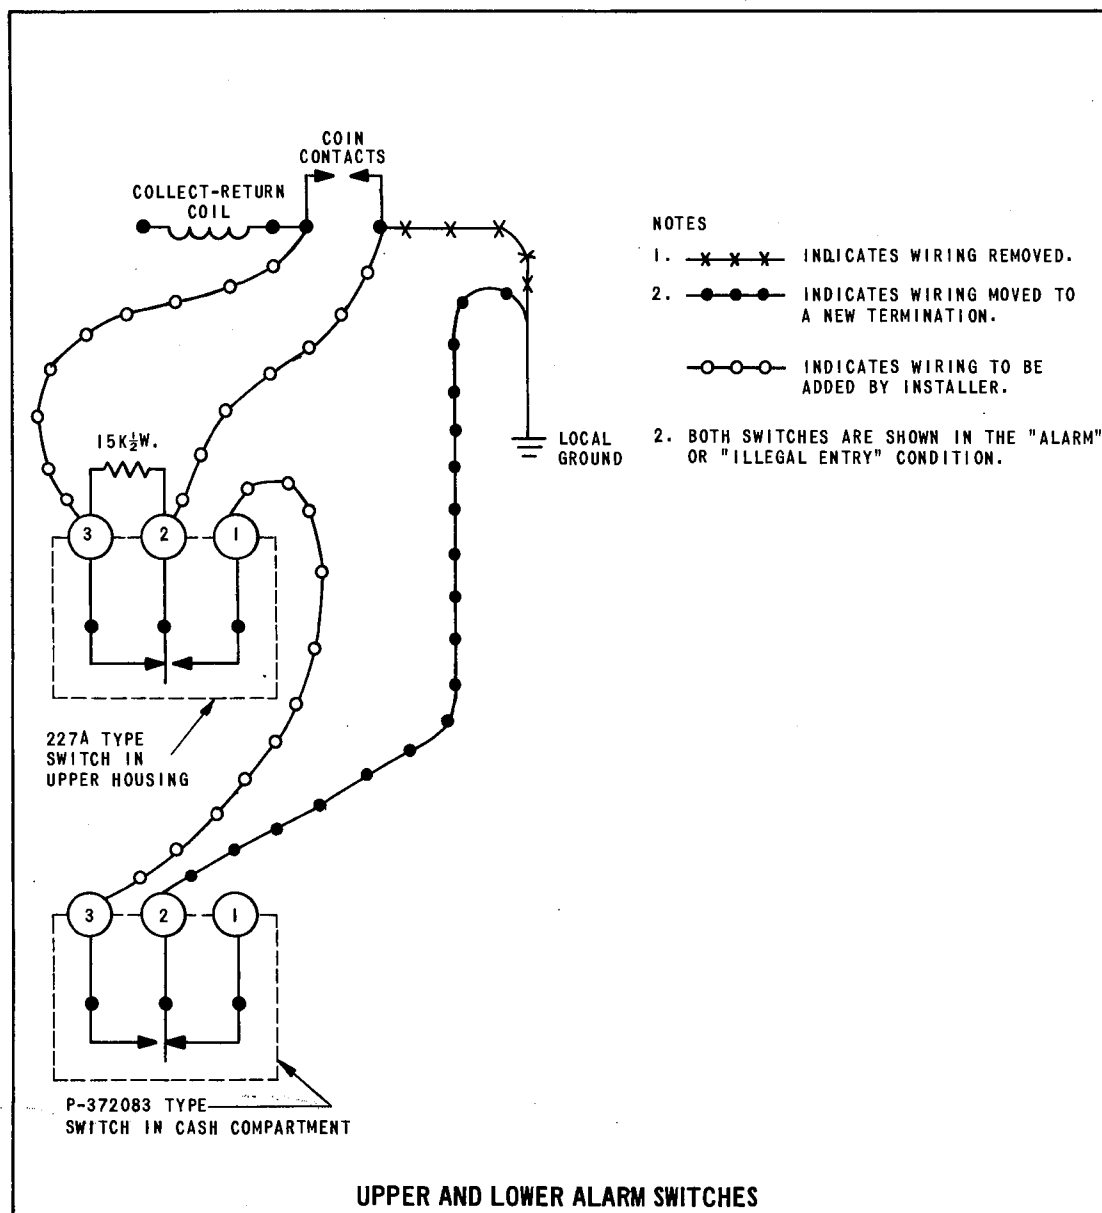 COIN
CONTACTS
COLLECT-RETURN
COIL
NOTES
1. INDICATES WIRING REMOVED.
2. INDICATES WIRING MOVED TO
A NEW TERMINATION.
INDICATES WIRING TO BE
ADDED BY INSTALLER.
2. BOTH SWITCHES ARE SHOWN IN THE "ALARM"
OR "ILLEGAL ENTRY" CONDITION.
LOCAL
GROUND
15K½W.
3 2 1
227A TYPE
SWITCH IN
UPPER HOUSING
3 2 1
P-372083 TYPE
SWITCH IN CASH COMPARTMENT
UPPER AND LOWER ALARM SWITCHES